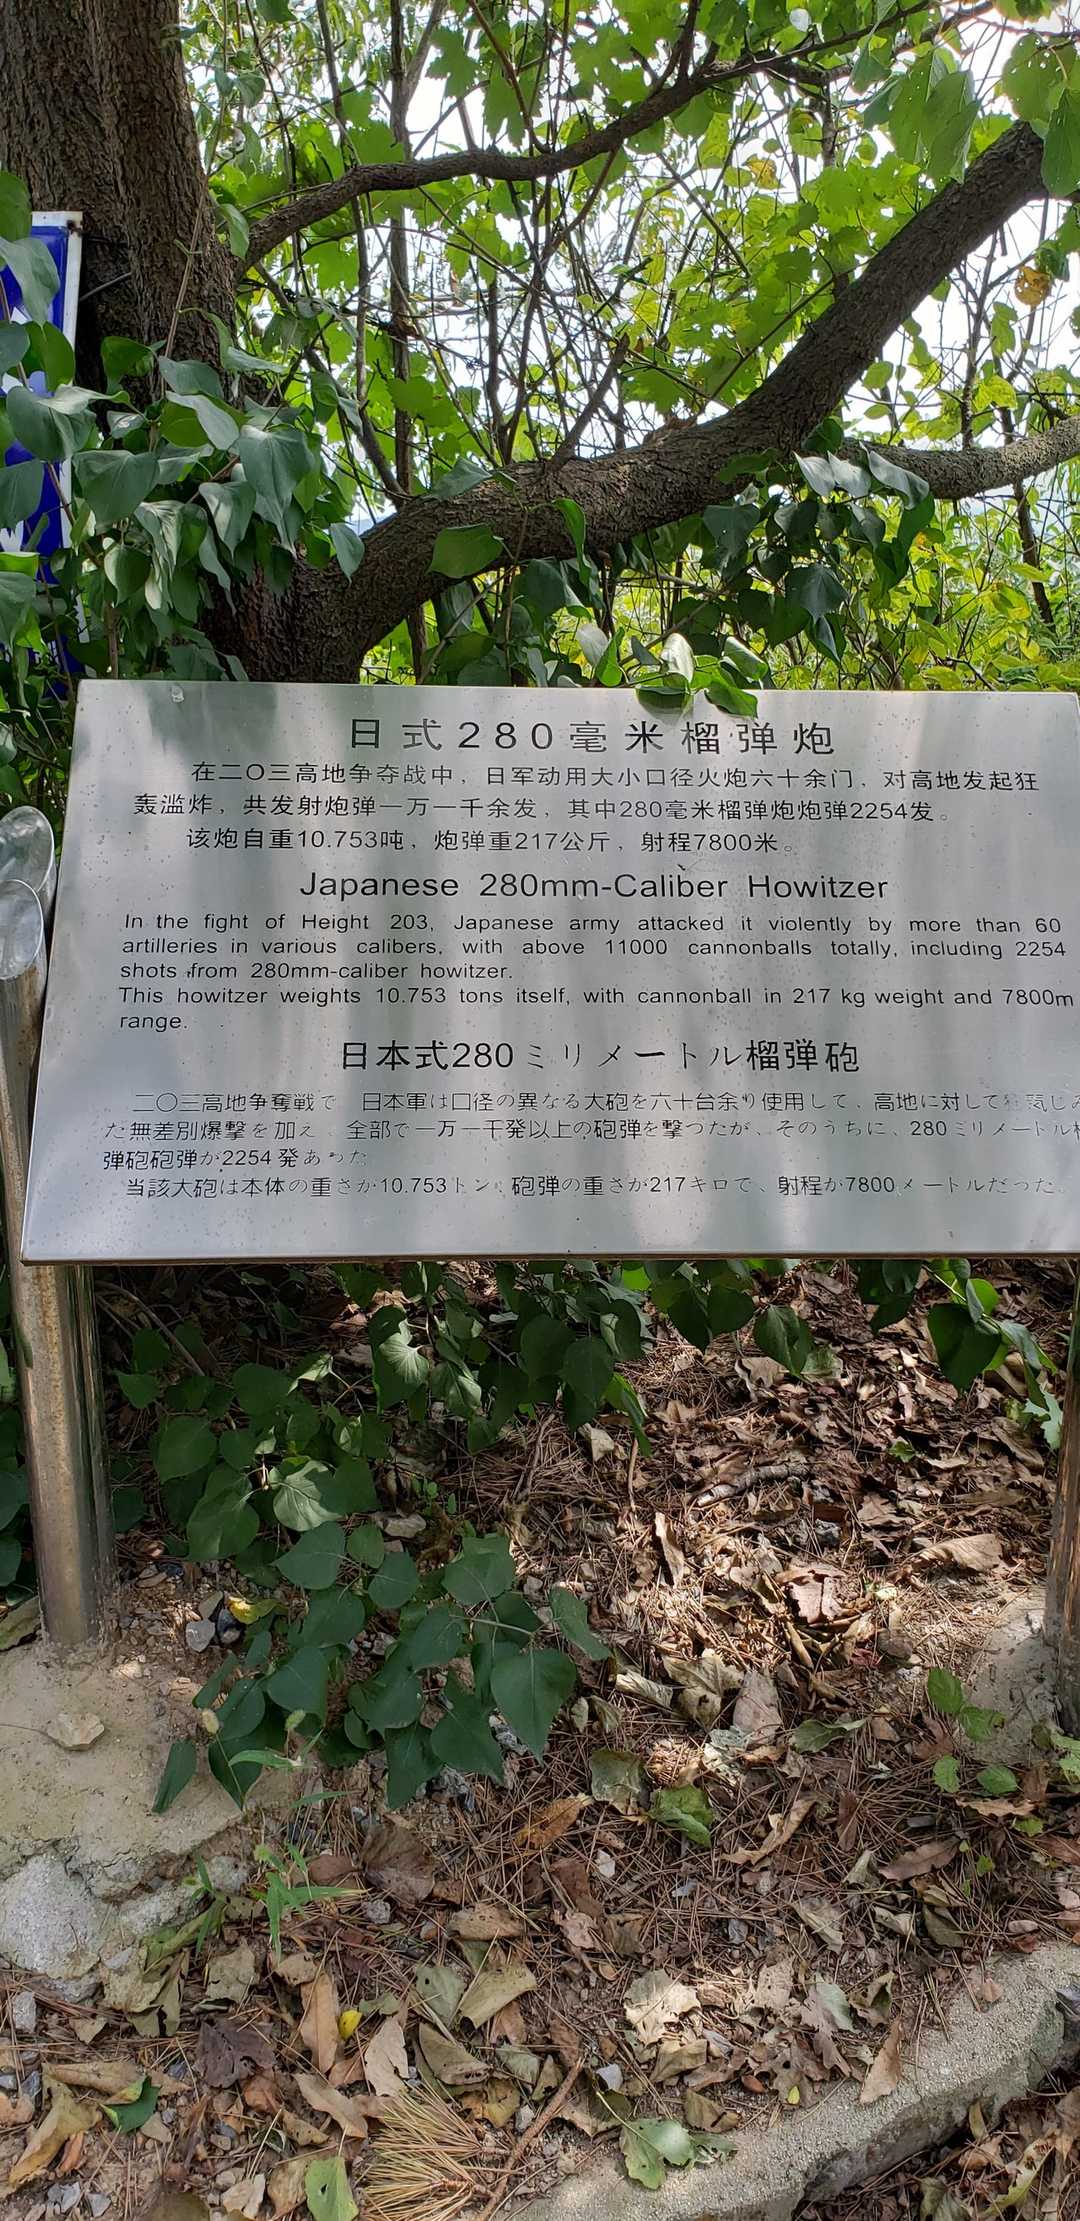 日式280毫米榴弹炮
在二〇三高地争夺战中，日军动用大小口径火炮六十余门，对高地发起狂
轰滥炸，共发射炮弹一万一千余发，其中280毫米榴弹炮炮弹2254发。
该炮自重10.753吨，炮弹重217公斤，射程7800米。
Japanese 280mm-Caliber Howitzer
In the fight of Height 203, Japanese army attacked it violently by more than 60
artilleries in various calibers, with above 11000 cannonballs totally, including 2254
shots from 280mm-caliber howitzer.
This howitzer weights 10.753 tons itself, with cannonball in 217 kg weight and 7800m
range.
日本式280ミリメートル榴弾砲
二〇三高地争奪戦で 日本軍は口径の異なる大砲を六十台余り使用して、高地に対して
た無差別爆撃を加え、全部で一万一千発以上の砲弾を撃つたが、そのうちに、280ミリメートル
弾砲砲弾が2254発あった
当該大砲は本体の重さが10.753トン、砲弾の重さが217キロで、射程が7800メートルだった。